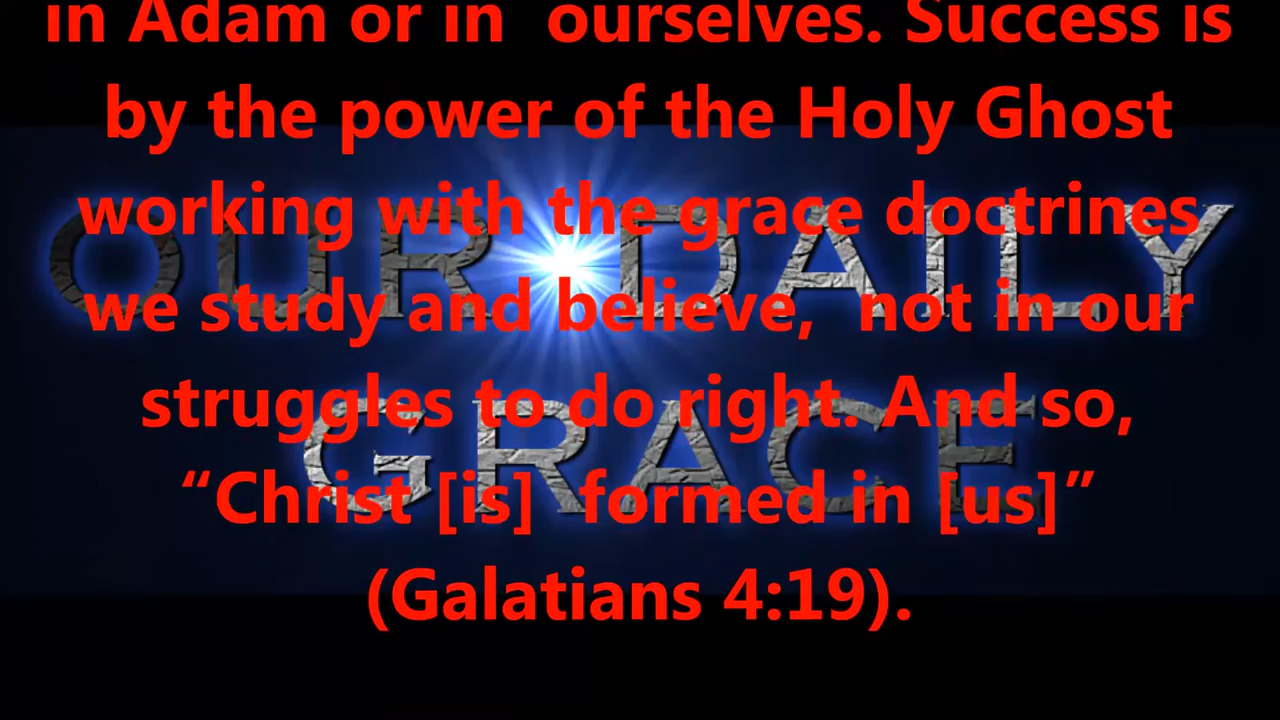 in Adam or in  ourselves. Success is
by the power of the Holy Ghost
working with the grace doctrines
OUR DAILY
we study and believe,  not in our
struggles to do right. And so,
GRACE
“Christ [is]  formed in [us]”
(Galatians 4:19).